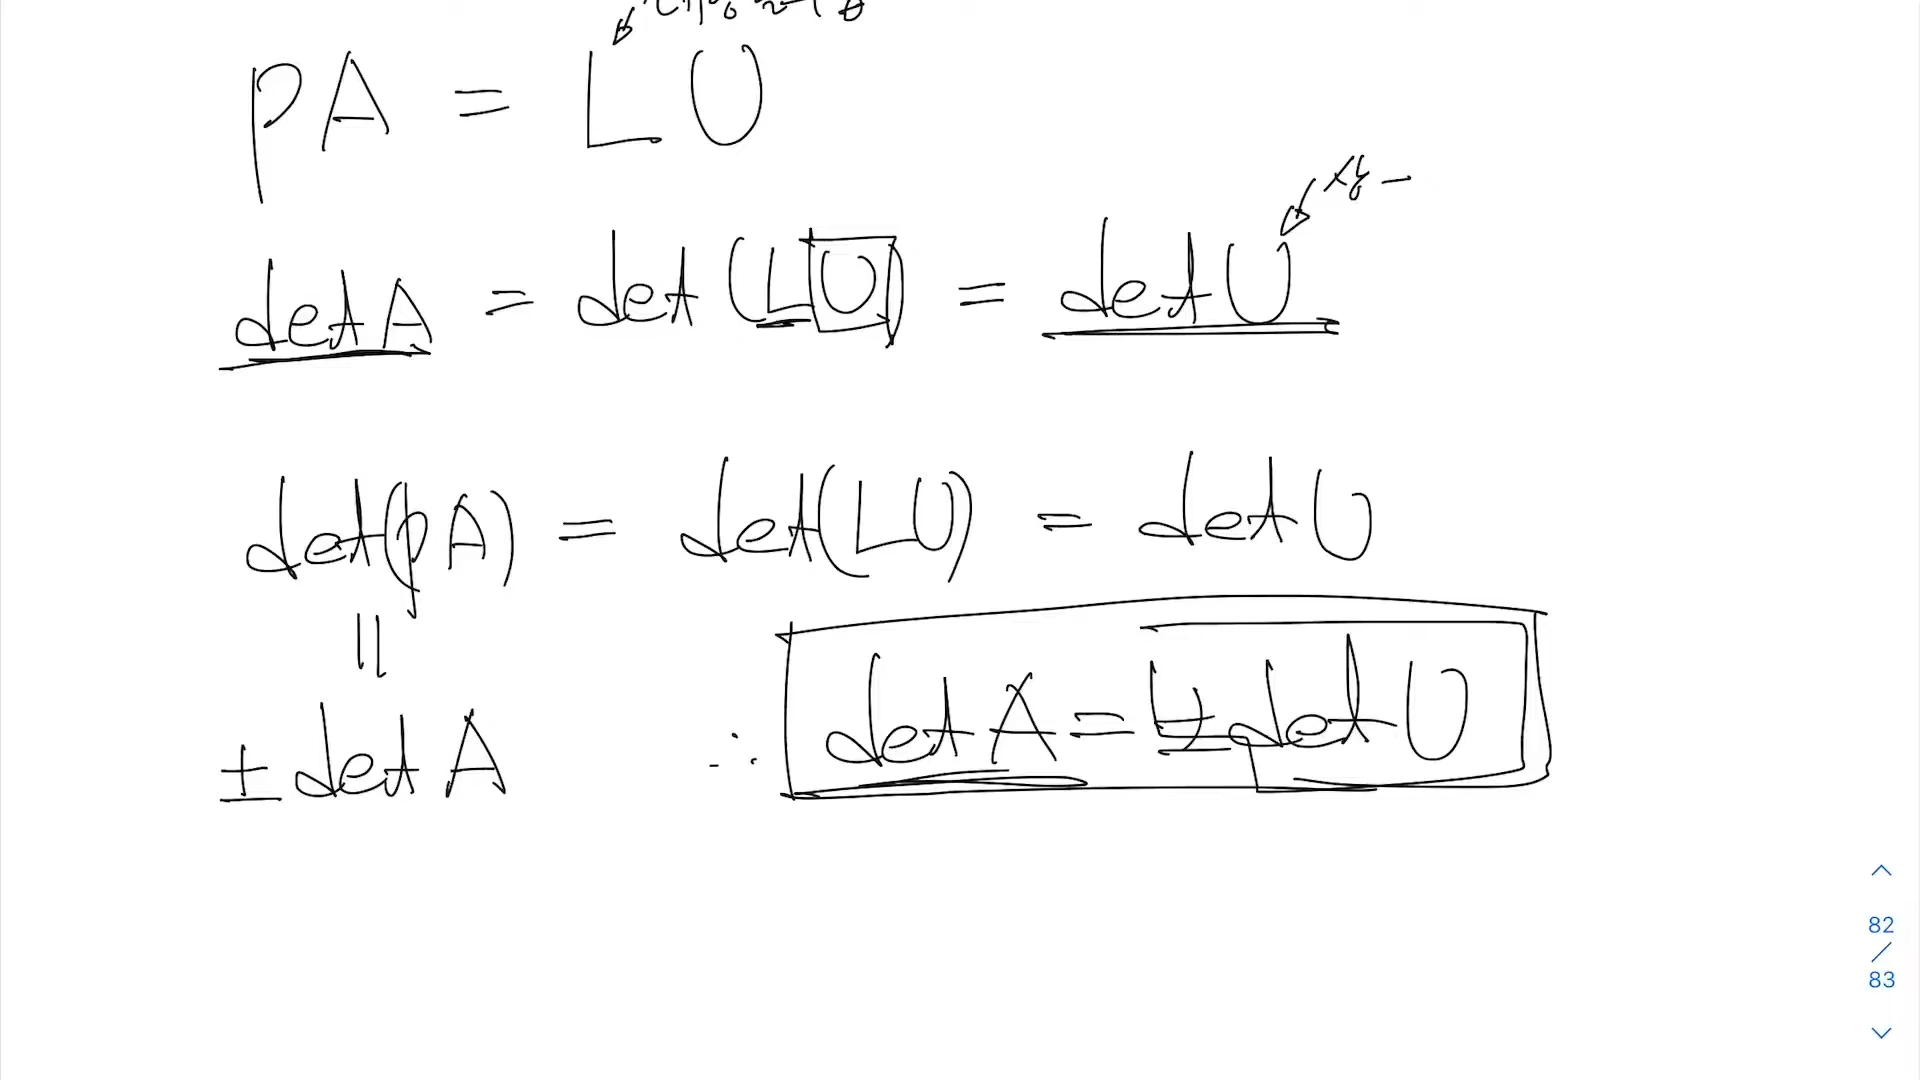 PA = LU
det A = det (LU) = det U
det(PA) = det(LU) = det U
||
± det A ∴ det A = ± det U
82
/
83